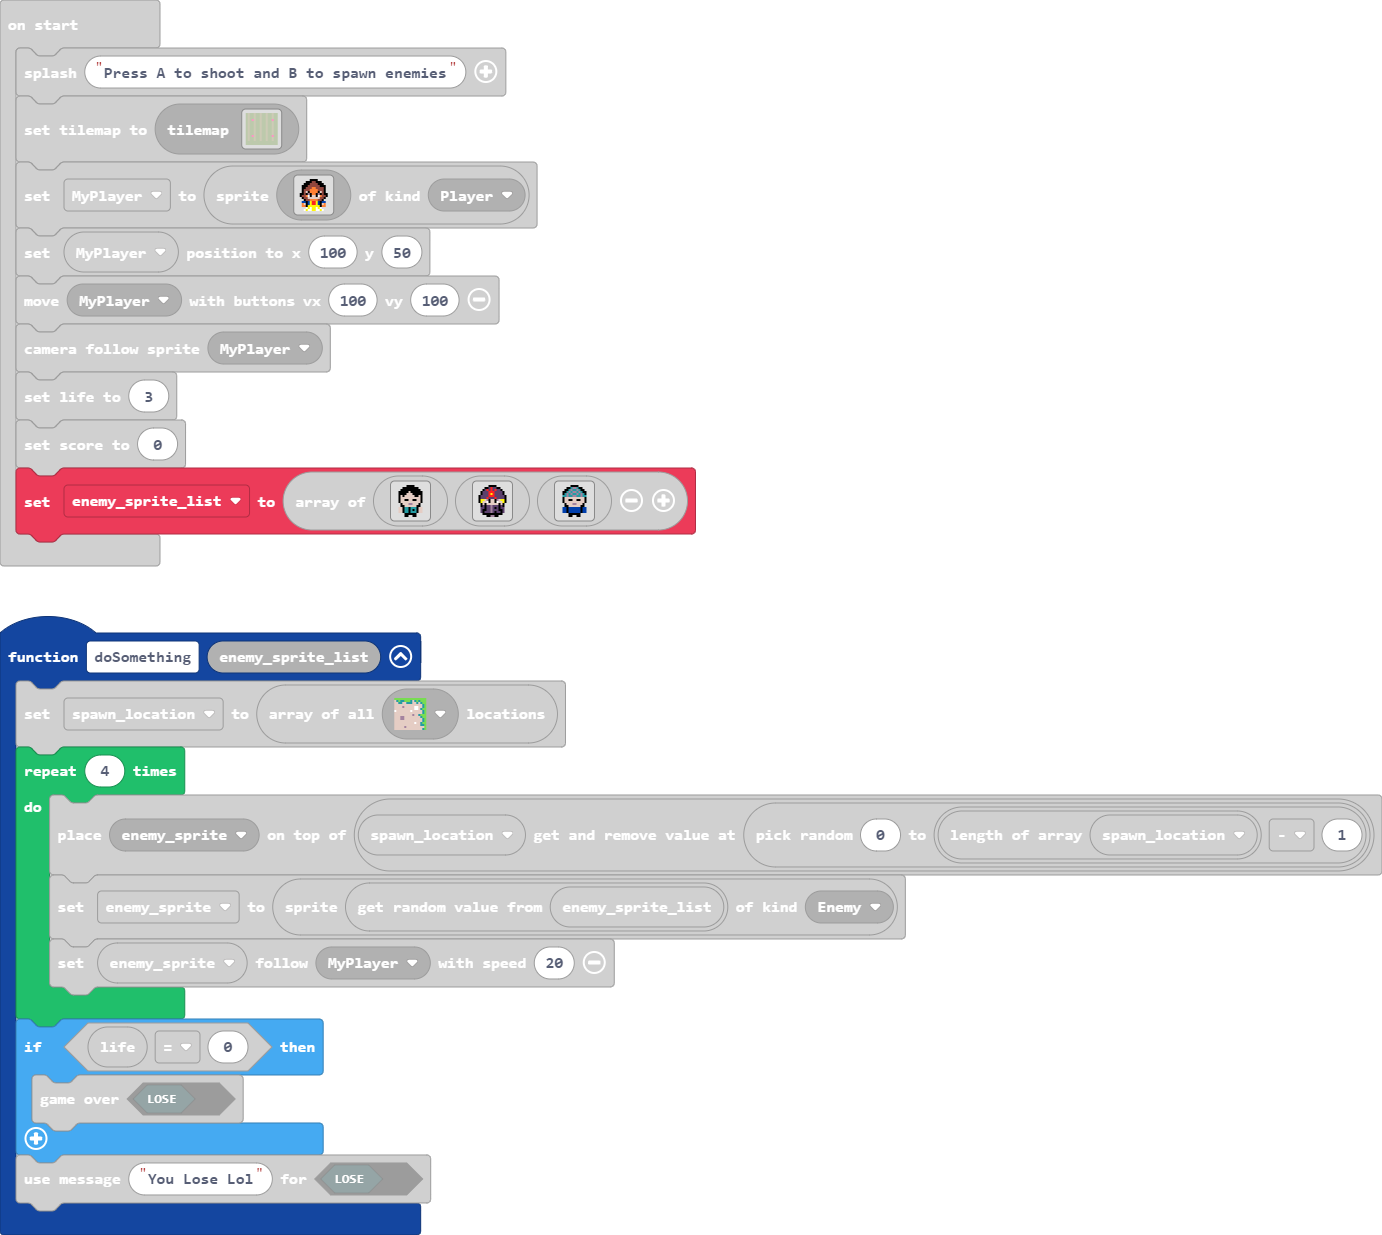 on start
splash "Press A to shoot and B to spawn enemies"
set tilemap to tilemap
set MyPlayer to sprite of kind Player
set MyPlayer position to x 100 y 50
move MyPlayer with buttons vx 100 vy 100
camera follow sprite MyPlayer
set life to 3
set score to 0
set enemy_sprite_list to array of
function doSomething enemy_sprite_list
set spawn_location to array of all locations
repeat 4 times
do
place enemy_sprite on top of spawn_location get and remove value at pick random 0 to length of array spawn_location - 1
set enemy_sprite to sprite get random value from enemy_sprite_list of kind Enemy
set enemy_sprite follow MyPlayer with speed 20
if life = 0 then
game over LOSE
use message "You Lose Lol" for LOSE